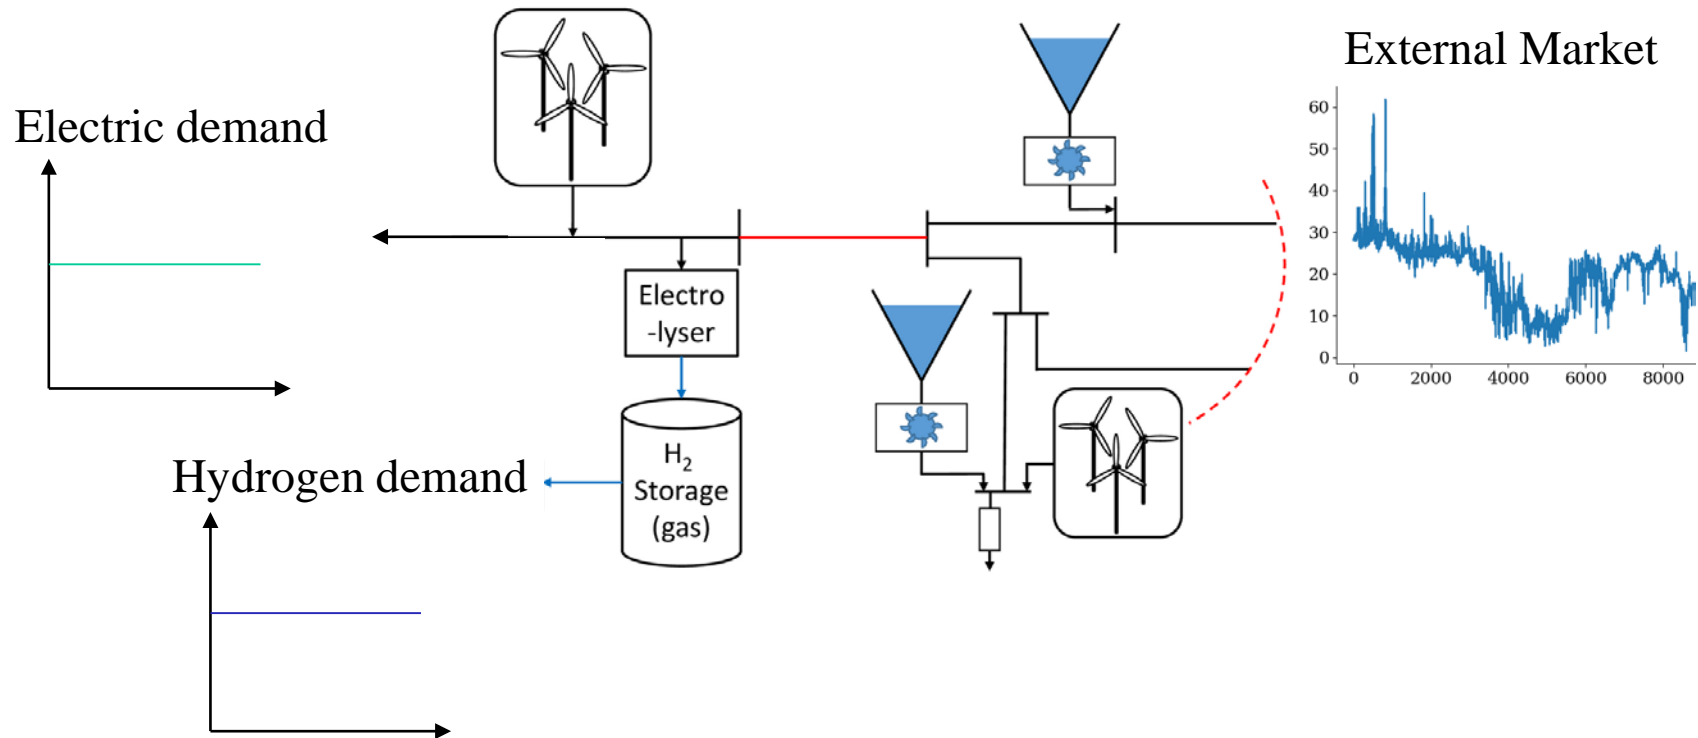 External Market
60
50
40
30
20
10
0
0 2000 4000 6000 8000
Electric demand
Electro
-lyser
Hydrogen demand
H₂
Storage
(gas)